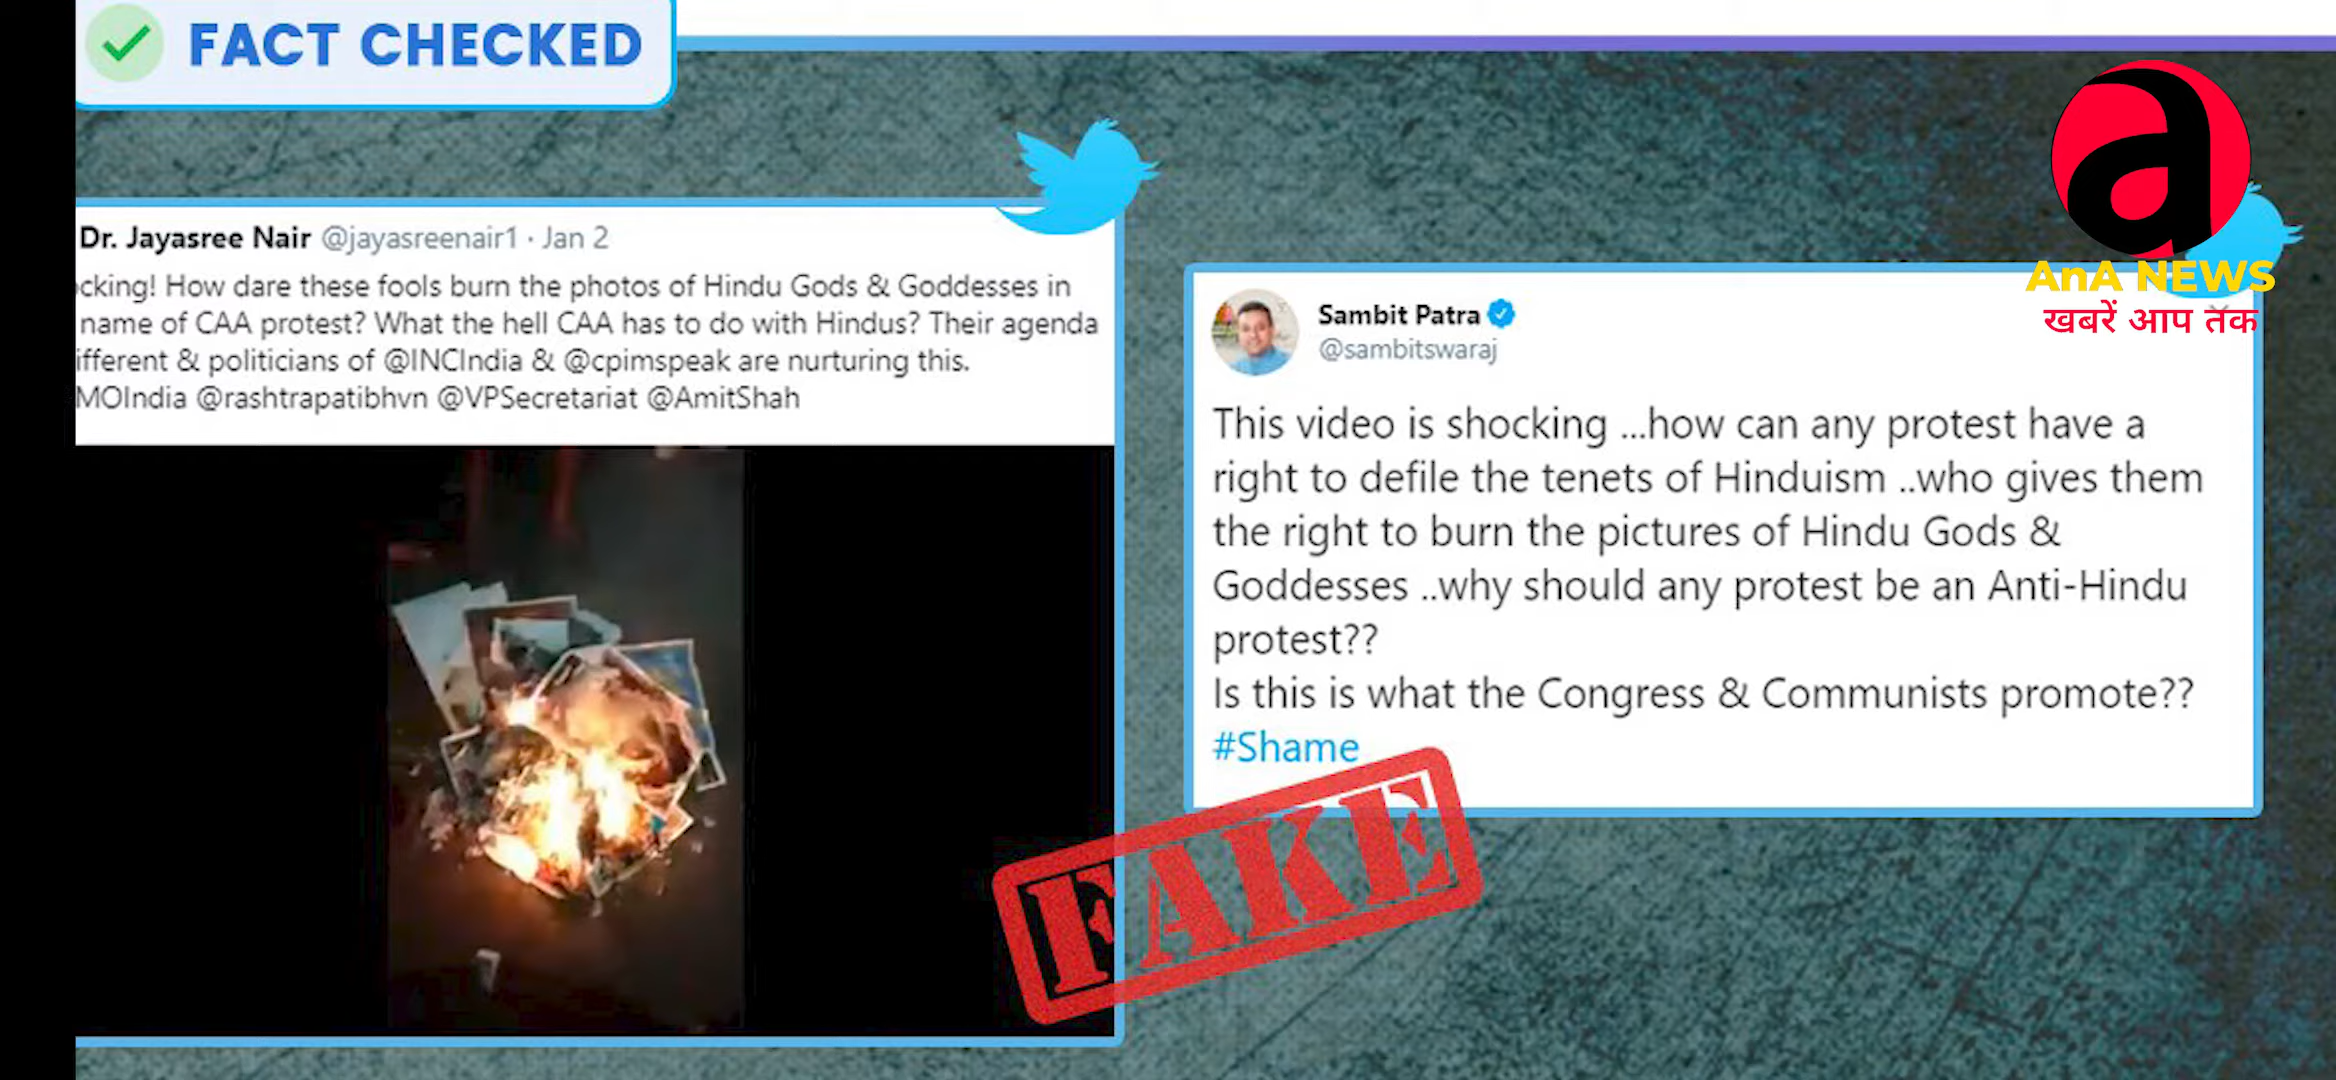 FACT CHECKED
Dr. Jayasree Nair @jayasreenair1 · Jan 2
cking! How dare these fools burn the photos of Hindu Gods & Goddesses in
name of CAA protest? What the hell CAA has to do with Hindus? Their agenda
ifferent & politicians of @INCIndia & @cpimspeak are nurturing this.
MOIndia @rashtrapatibhvn @VPSecretariat @AmitShah
a
AnA NEWS
खबरें आप तक
Sambit Patra
@sambitswaraj
This video is shocking ...how can any protest have a
right to defile the tenets of Hinduism ..who gives them
the right to burn the pictures of Hindu Gods &
Goddesses ..why should any protest be an Anti-Hindu
protest??
Is this is what the Congress & Communists promote??
#Shame
FAKE